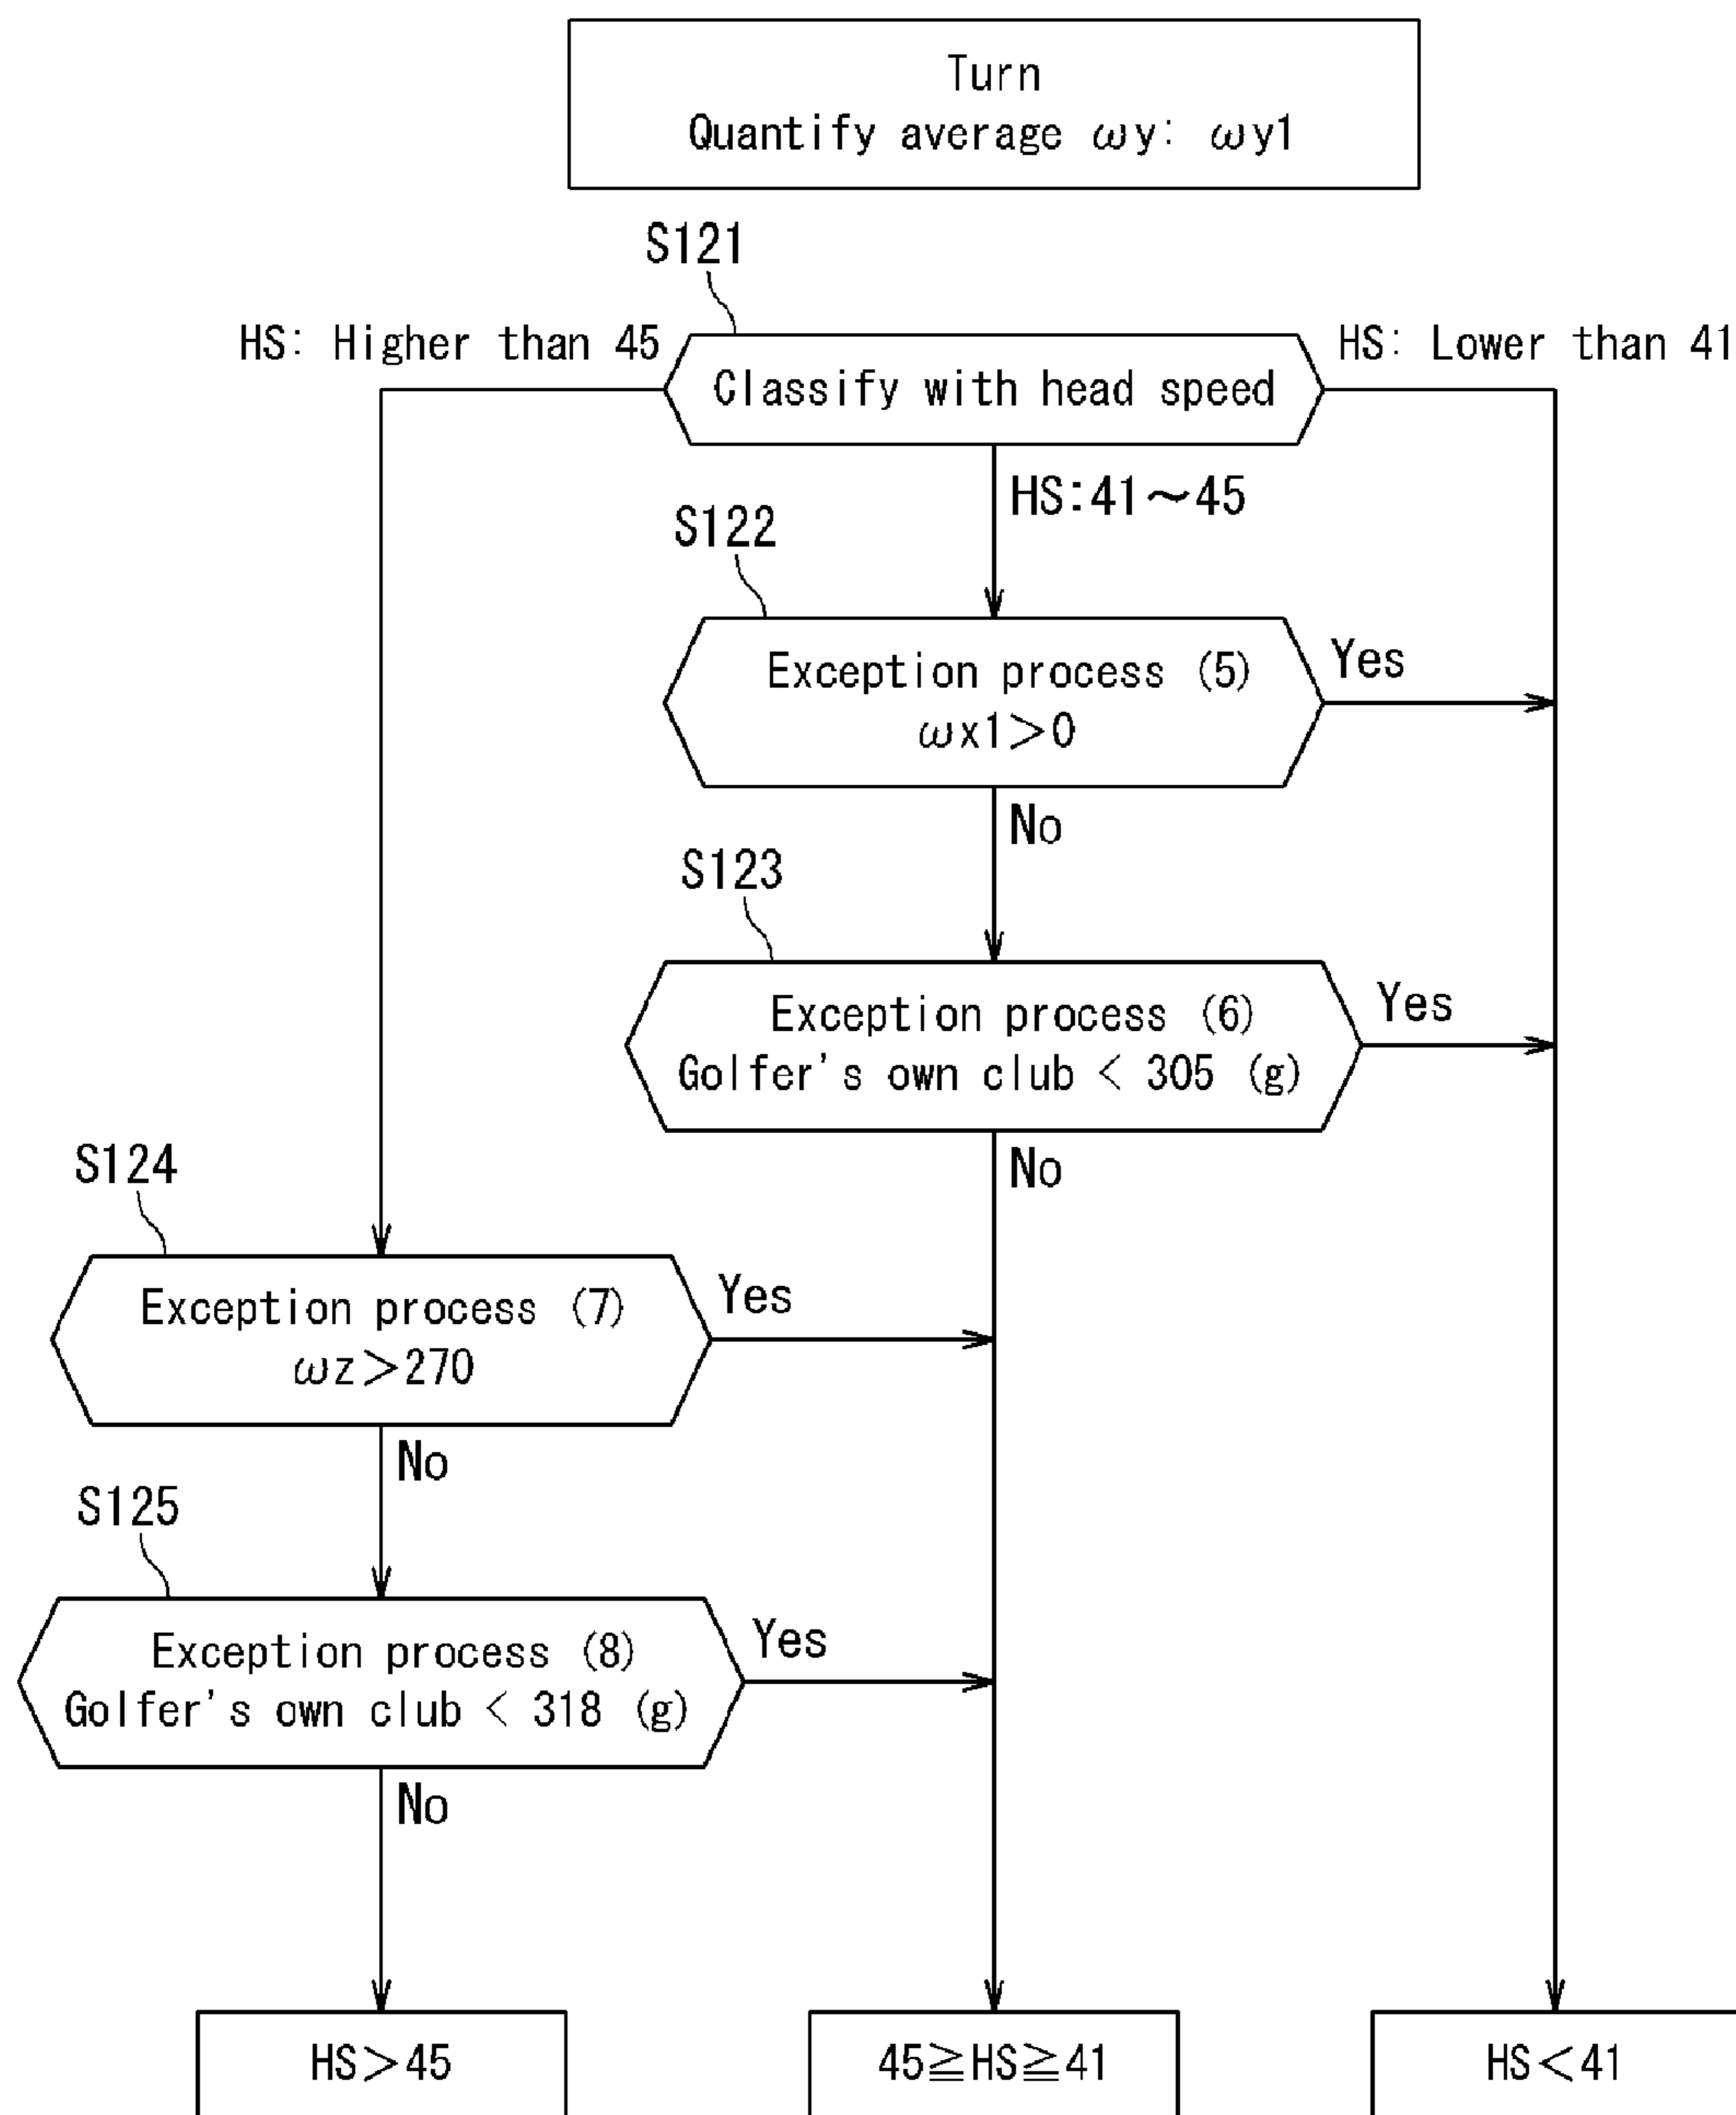 Turn
Quantify average ωy: ωy1
S121
HS: Higher than 45
Classify with head speed
HS: Lower than 41
HS:41〜45
S122
Exception process (5)
ωx1>0
Yes
No
S123
Exception process (6)
Golfer's own club < 305 (g)
Yes
No
S124
Exception process (7)
ωz>270
Yes
No
S125
Exception process (8)
Golfer's own club < 318 (g)
Yes
No
HS>45
45≧HS≧41
HS<41